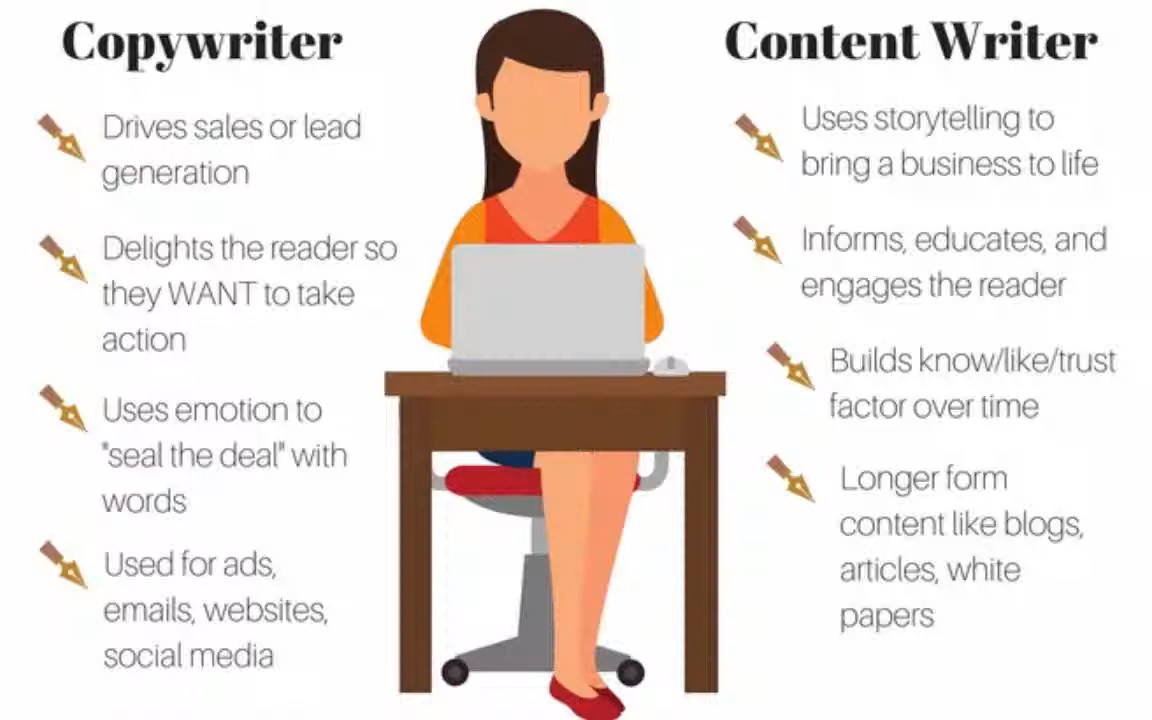 Copywriter
Drives sales or lead
generation
Delights the reader so
they WANT to take
action
Uses emotion to
"seal the deal" with
words
Used for ads,
emails, websites,
social media
Content Writer
Uses storytelling to
bring a business to life
Informs, educates, and
engages the reader
Builds know/like/trust
factor over time
Longer form
content like blogs,
articles, white
papers